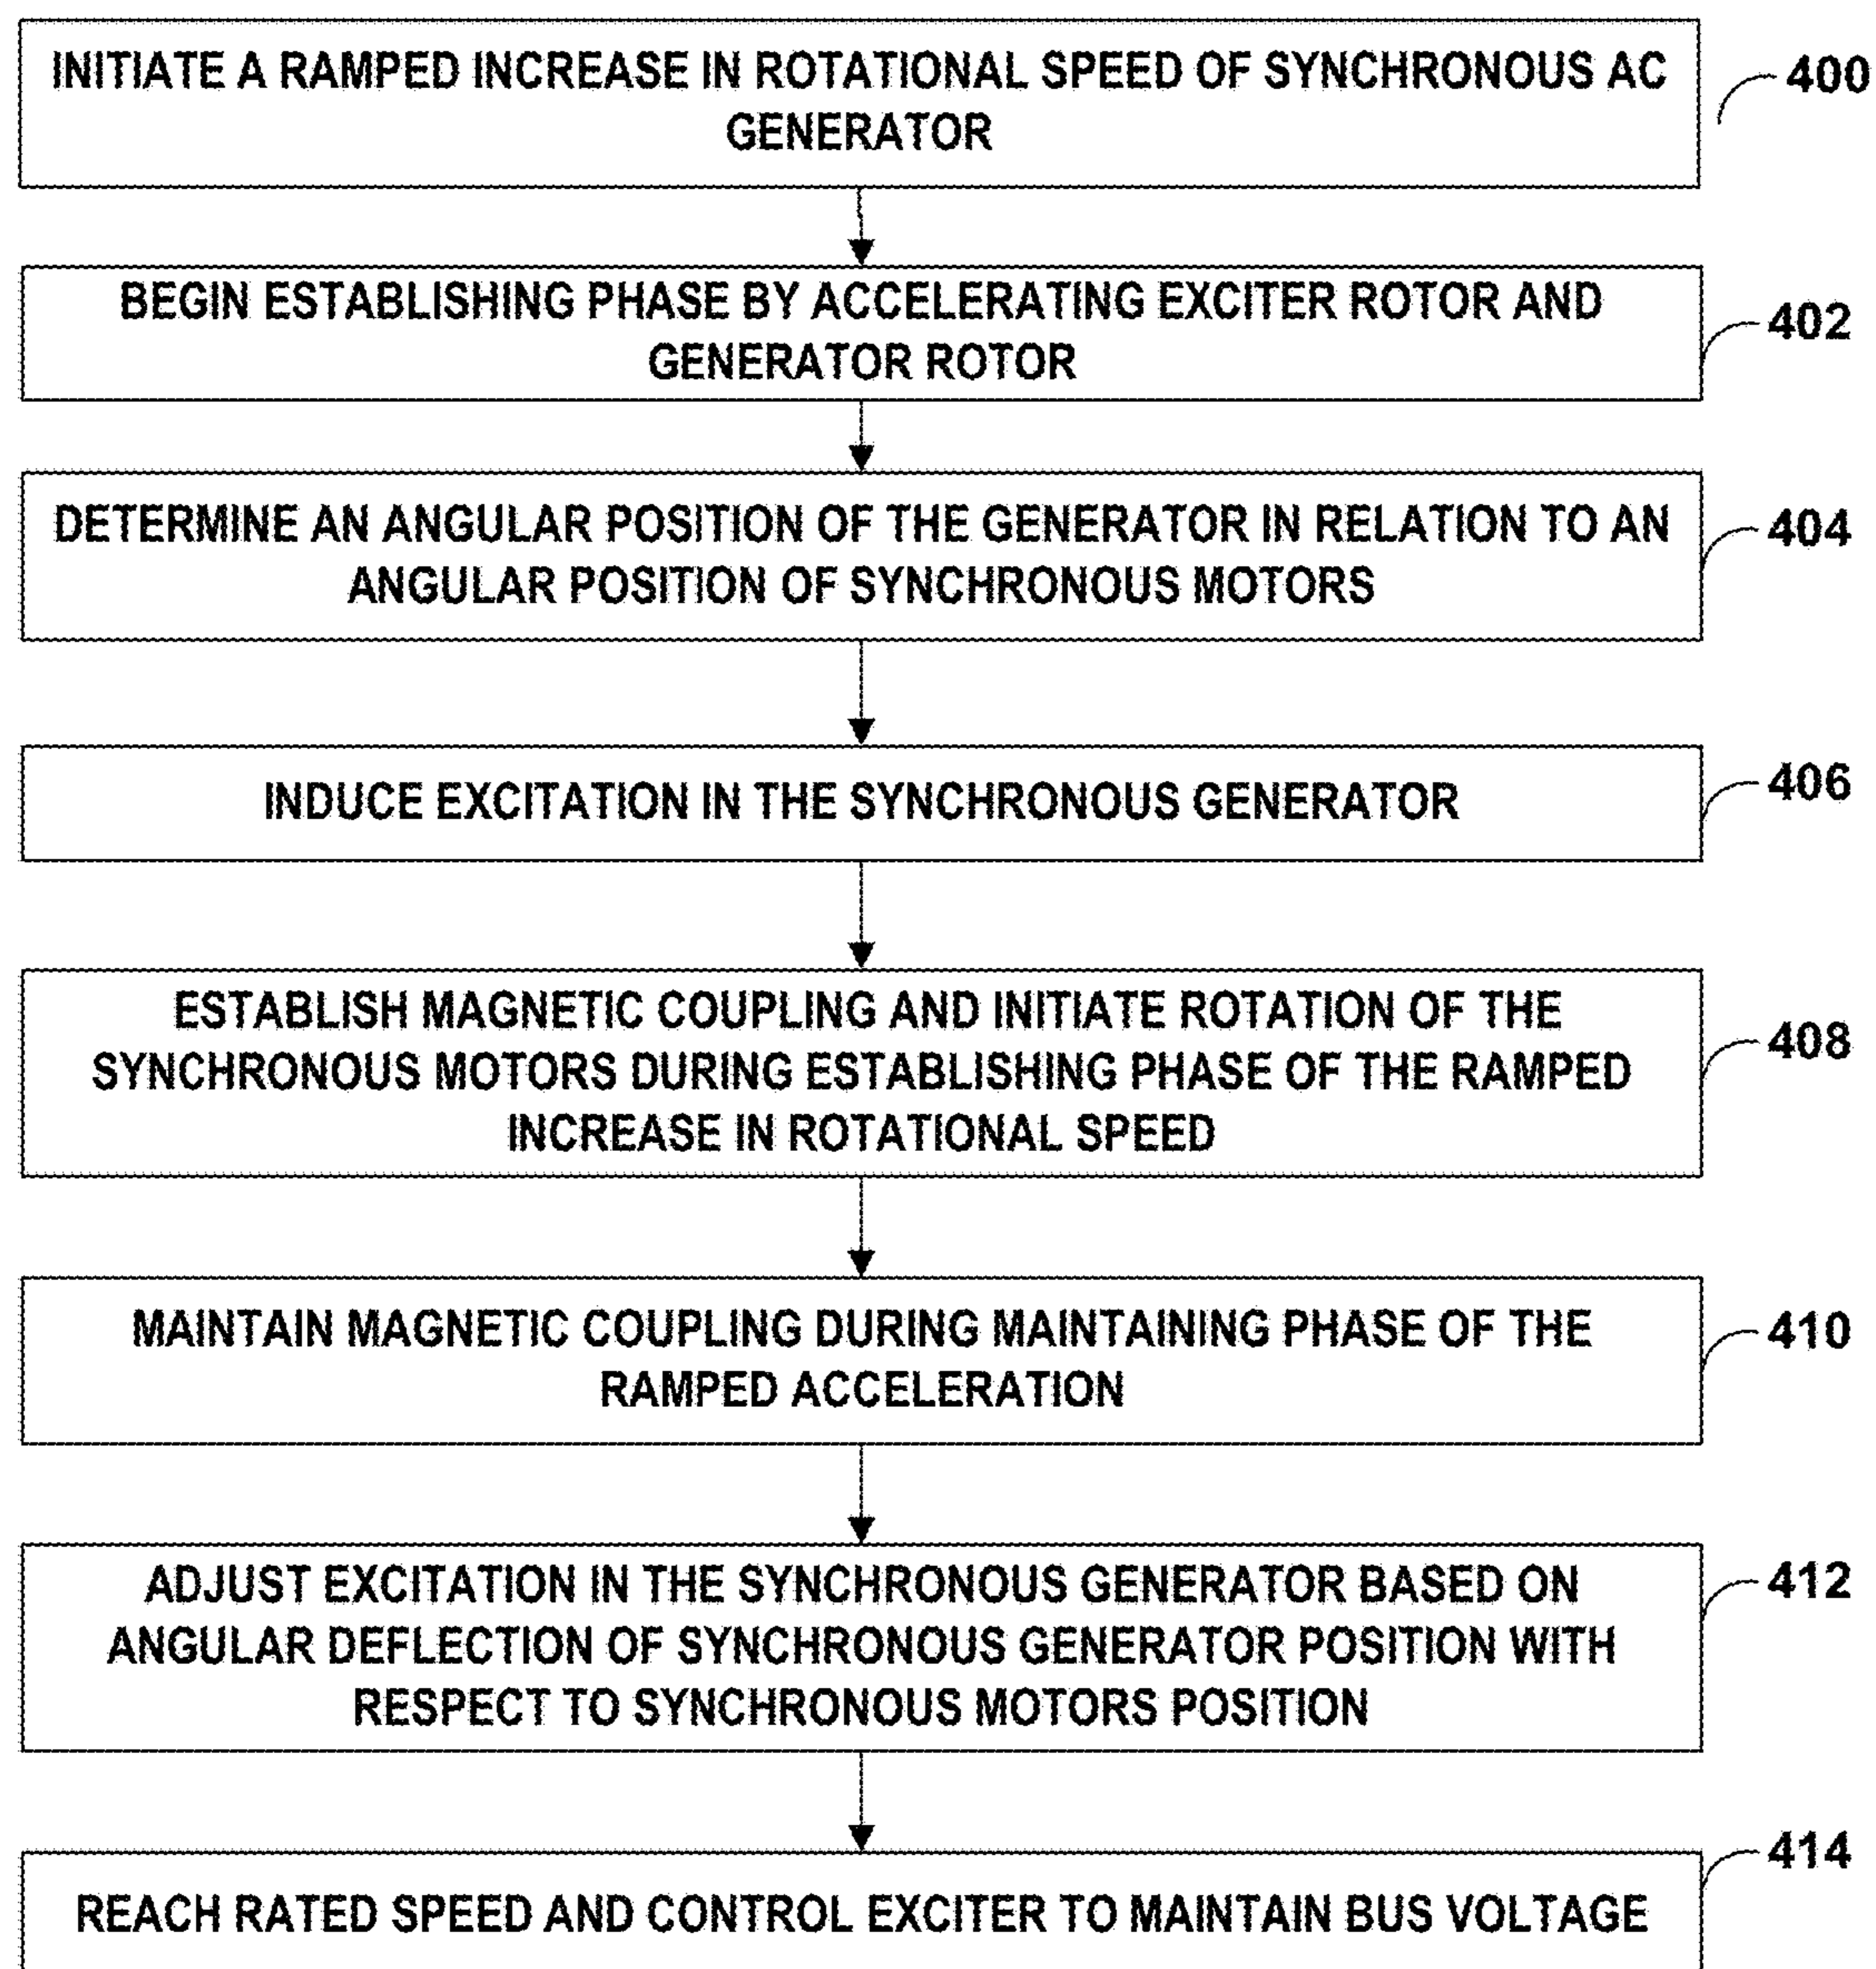 INITIATE A RAMPED INCREASE IN ROTATIONAL SPEED OF SYNCHRONOUS AC
GENERATOR
400
BEGIN ESTABLISHING PHASE BY ACCELERATING EXCITER ROTOR AND
GENERATOR ROTOR
402
DETERMINE AN ANGULAR POSITION OF THE GENERATOR IN RELATION TO AN
ANGULAR POSITION OF SYNCHRONOUS MOTORS
404
INDUCE EXCITATION IN THE SYNCHRONOUS GENERATOR
406
ESTABLISH MAGNETIC COUPLING AND INITIATE ROTATION OF THE
SYNCHRONOUS MOTORS DURING ESTABLISHING PHASE OF THE RAMPED
INCREASE IN ROTATIONAL SPEED
408
MAINTAIN MAGNETIC COUPLING DURING MAINTAINING PHASE OF THE
RAMPED ACCELERATION
410
ADJUST EXCITATION IN THE SYNCHRONOUS GENERATOR BASED ON
ANGULAR DEFLECTION OF SYNCHRONOUS GENERATOR POSITION WITH
RESPECT TO SYNCHRONOUS MOTORS POSITION
412
REACH RATED SPEED AND CONTROL EXCITER TO MAINTAIN BUS VOLTAGE
414